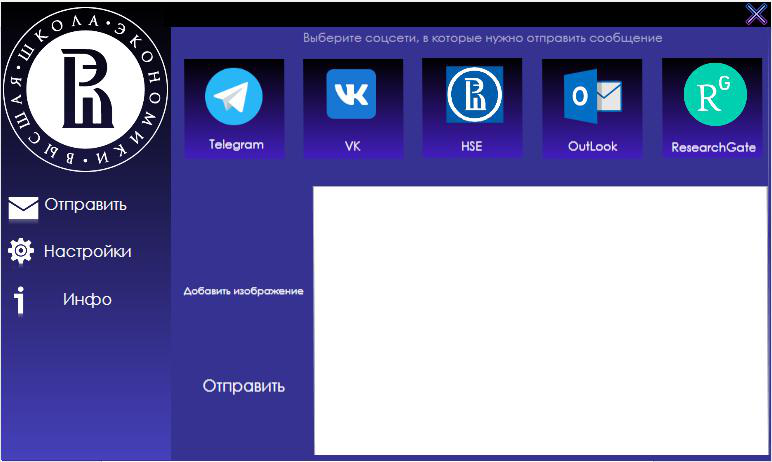 ВЫСШАЯ•ШКОЛА•ЭКОНОМИКИ•
Выберите соцсети, в которые нужно отправить сообщение
Telegram
VK
HSE
OutLook
ResearchGate
Отправить
Настройки
Инфо
Добавить изображение
Отправить